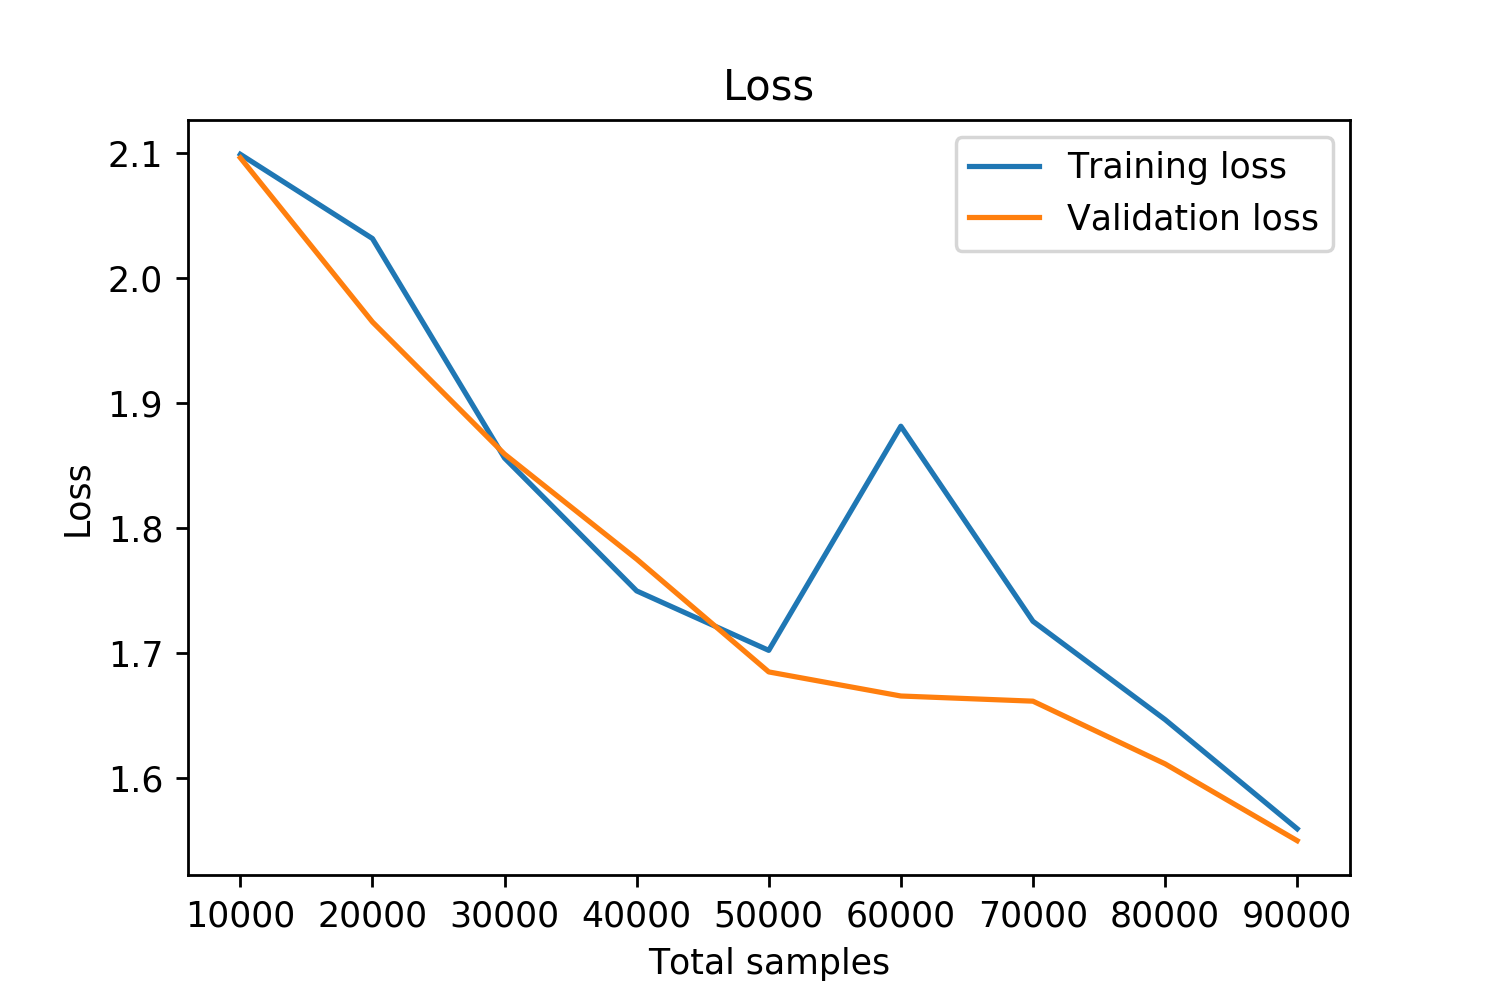 Loss
Training loss
Validation loss
2.1
2.0
1.9
1.8
1.7
1.6
Loss
10000 20000 30000 40000 50000 60000 70000 80000 90000
Total samples